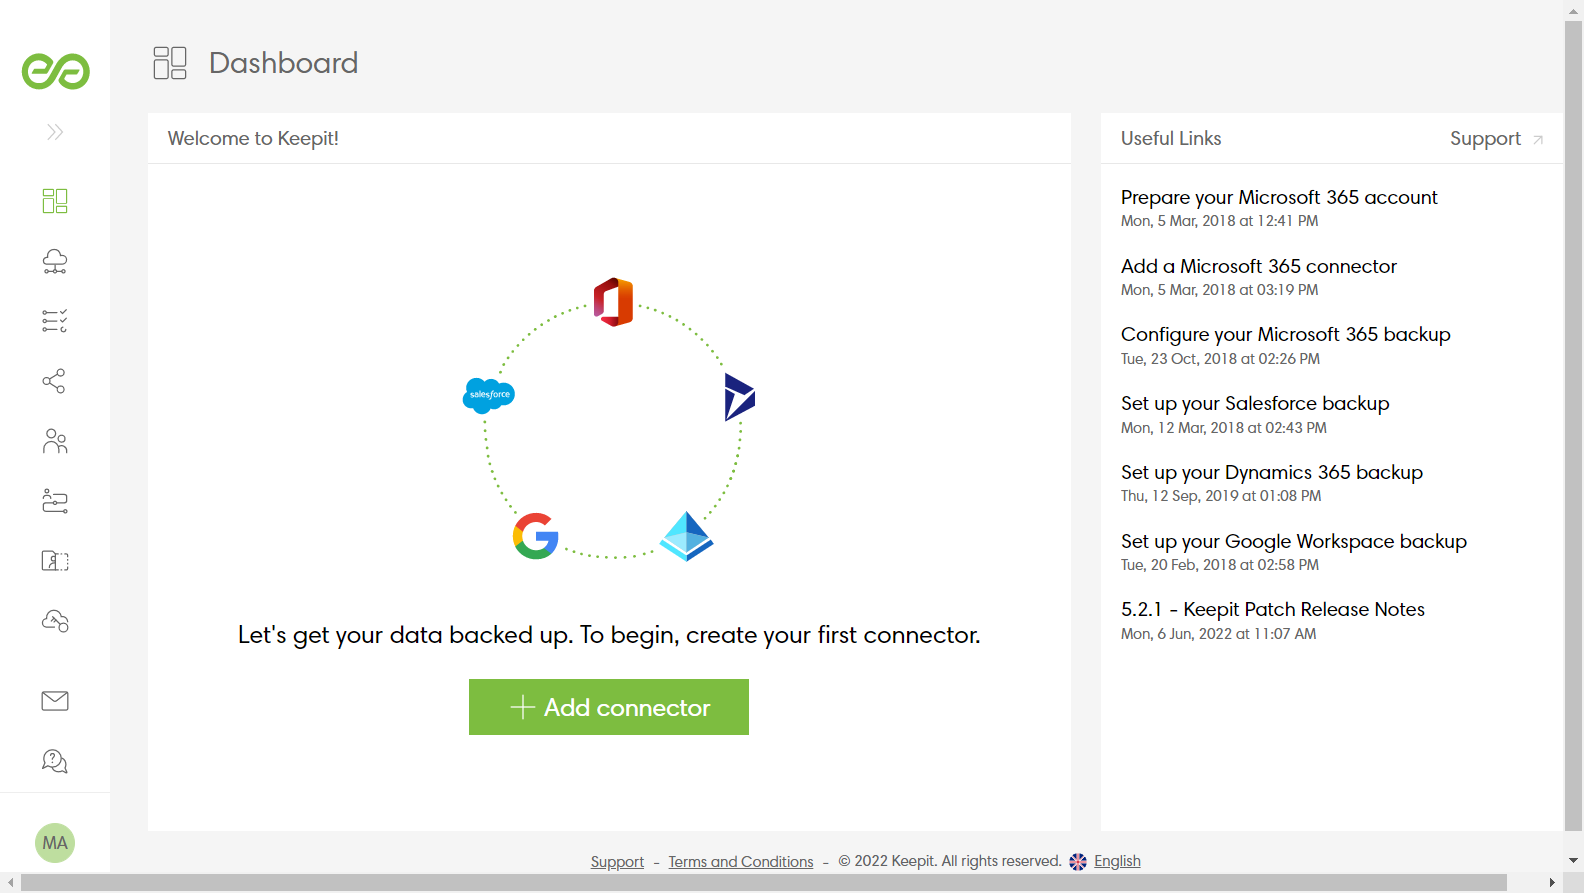 Dashboard
Welcome to Keepit!
salesforce
Let's get your data backed up. To begin, create your first connector.
Add connector
Useful Links
Support
Prepare your Microsoft 365 account
Mon, 5 Mar, 2018 at 12:41 PM
Add a Microsoft 365 connector
Mon, 5 Mar, 2018 at 03:19 PM
Configure your Microsoft 365 backup
Tue, 23 Oct, 2018 at 02:26 PM
Set up your Salesforce backup
Mon, 12 Mar, 2018 at 02:43 PM
Set up your Dynamics 365 backup
Thu, 12 Sep, 2019 at 01:08 PM
Set up your Google Workspace backup
Tue, 20 Feb, 2018 at 02:58 PM
5.2.1 - Keepit Patch Release Notes
Mon, 6 Jun, 2022 at 11:07 AM
MA
Support - Terms and Conditions - © 2022 Keepit. All rights reserved. English